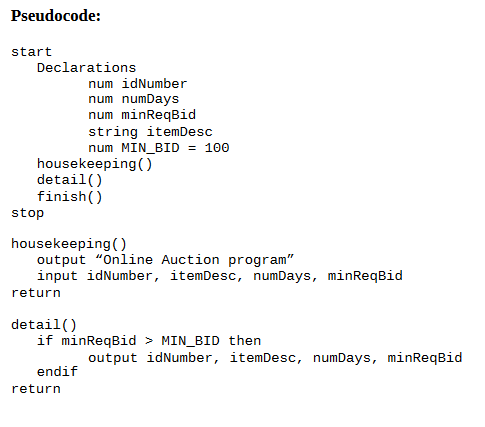 Pseudocode:
start
Declarations
num idNumber
num numDays
num minReqBid
string itemDesc
num MIN_BID = 100
housekeeping()
detail()
finish()
stop
housekeeping()
output “Online Auction program”
input idNumber, itemDesc, numDays, minReqBid
return
detail()
if minReqBid > MIN_BID then
output idNumber, itemDesc, numDays, minReqBid
endif
return